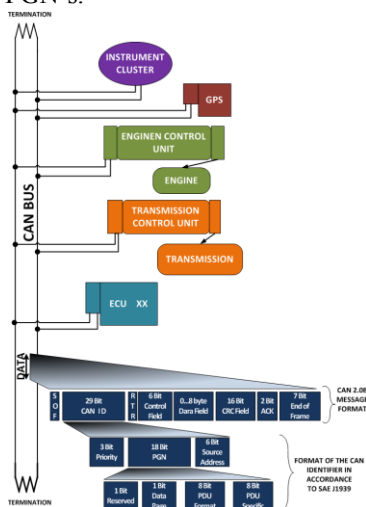 PGN's.
TERMINATION
INSTRUMENT
CLUSTER
GPS
ENGINEN CONTROL
UNIT
ENGINE
CAN BUS
TRANSMISSION
CONTROL UNIT
TRANSMISSION
ECU XX
DATA
S
O
F
29 Bit
CAN ID
R
T
R
6 Bit
Control
Field
0...8 byte
Dara Field
16 Bit
CRC Field
2 Bit
ACK
7 Bit
End of
Frame
CAN 2.0B
MESSAGE
FORMAT
3 Bit
Priority
18 Bit
PGN
6 Bit
Source
Address
FORMAT OF THE CAN
IDENTIFIER IN
ACCORDANCE
TO SAE J1939
1 Bit
Reserved
1 Bit
Data
Page
8 Bit
PDU
Format
8 Bit
PDU
Specific
TERMINATION